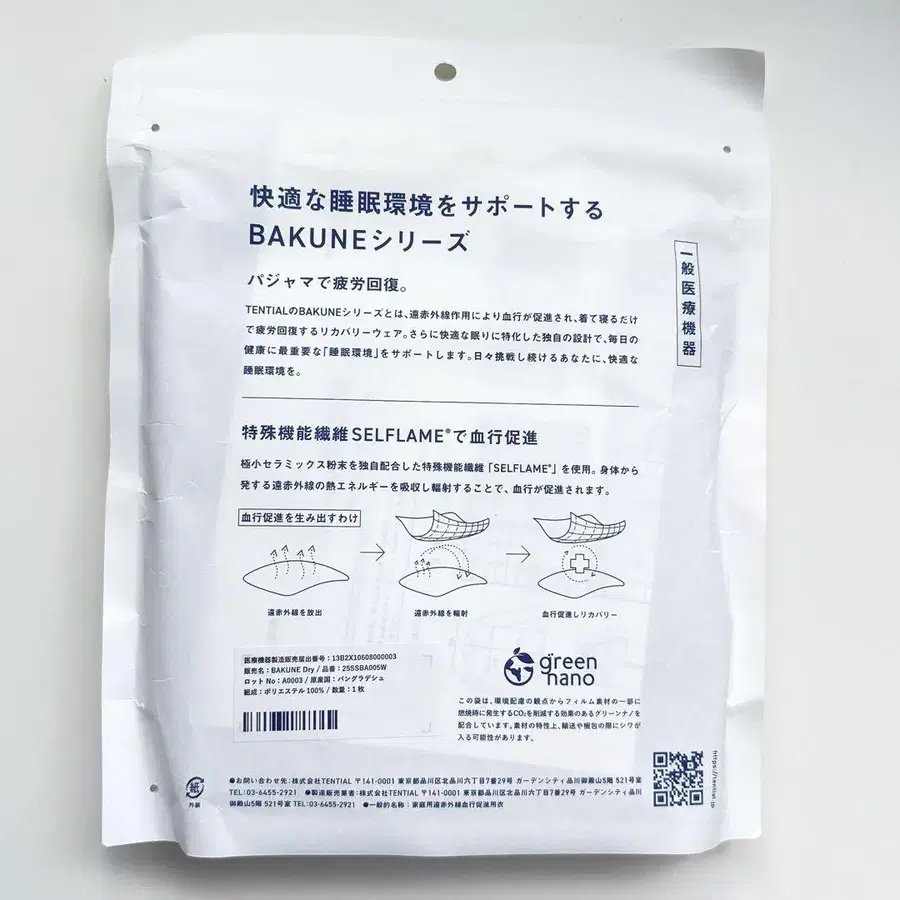 快適な睡眠環境をサポートする
BAKUNEシリーズ
一般医療機器
パジャマで疲労回復。
TENTIALのBAKUNEシリーズとは、遠赤外線作用により血行が促進され、着て寝るだけ
で疲労回復するリカバリーウェア。さらに快適な眠りに特化した独自の設計で、毎日の
健康に最重要な「睡眠環境」をサポートします。日々挑戦し続けるあなたに、快適な
睡眠環境を。
特殊機能繊維SELFLAME®で血行促進
極小セラミックス粉末を独自配合した特殊機能繊維「SELFLAME®」を使用。身体から
発する遠赤外線の熱エネルギーを吸収し輻射することで、血行が促進されます。
血行促進を生み出すわけ
遠赤外線を放出
遠赤外線を輻射
血行促進しリカバリー
医療機器製造販売届出番号：13B2X10608000003
販売名：BAKUNE Dry / 品番：25SSBA005W
ロットNo：A0003 / 原産国：バングラデシュ
組成：ポリエステル100% / 数量：1枚
green
nano
この袋は、環境配慮の観点からフィルム素材の一部に
燃焼時に発生するCO₂を削減する効果のあるグリーンナノを
配合しています。素材の特性上、輸送や梱包の際にシワが
入る可能性があります。
紙
外装
●お問い合わせ先：株式会社TENTIAL 〒141-0001 東京都品川区北品川六丁目7番29号 ガーデンシティ品川御殿山5階 521号室
TEL：03-6455-2921 ●製造販売業者：株式会社TENTIAL 〒141-0001 東京都品川区北品川六丁目7番29号 ガーデンシティ品川
御殿山5階 521号室 TEL：03-6455-2921 ●一般的名称：家庭用遠赤外線血行促進用衣
https://tential.jp